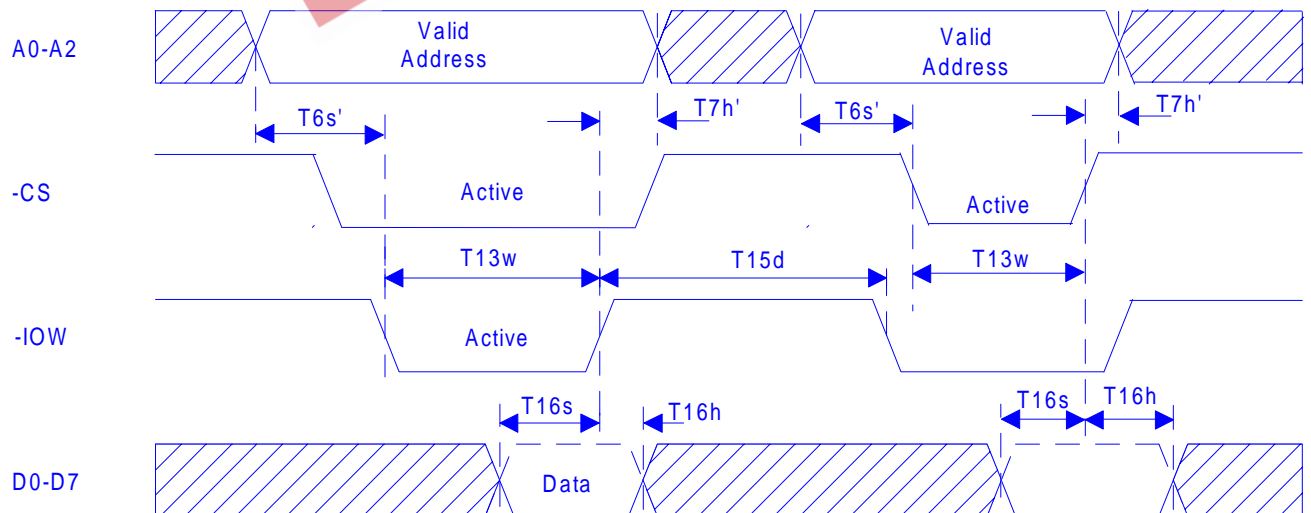 A0-A2
Valid
Address
Valid
Address
T6s'
T7h'
T6s'
T7h'
-CS
Active
Active
T13w
T15d
T13w
-IOW
Active
T16s
T16h
T16s
T16h
D0-D7
Data